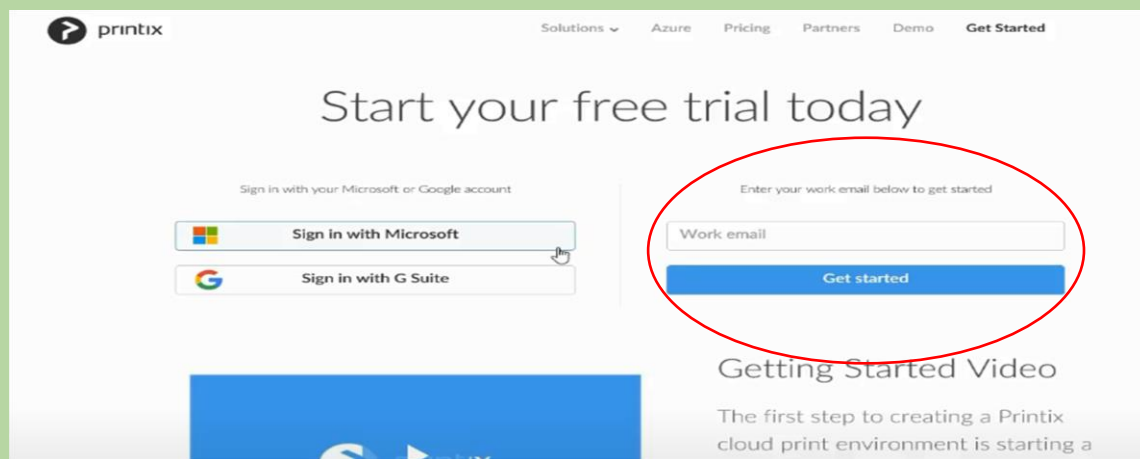 printix
Solutions Azure Pricing Partners Demo Get Started
Start your free trial today
Sign in with your Microsoft or Google account
Sign in with Microsoft
Sign in with G Suite
Enter your work email below to get started
Work email
Get started
Getting Started Video
The first step to creating a Printix
cloud print environment is starting a